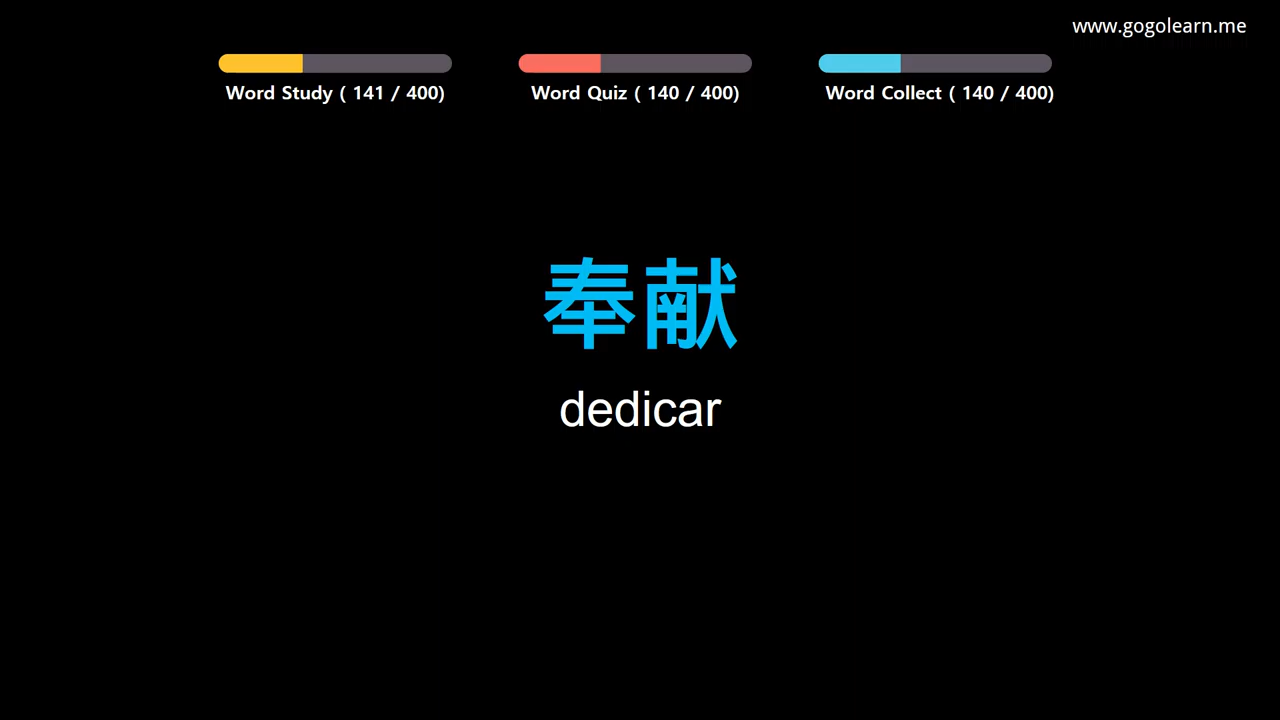 www.gogolearn.me
Word Study ( 141 / 400)
Word Quiz ( 140 / 400)
Word Collect ( 140 / 400)
奉献
dedicar